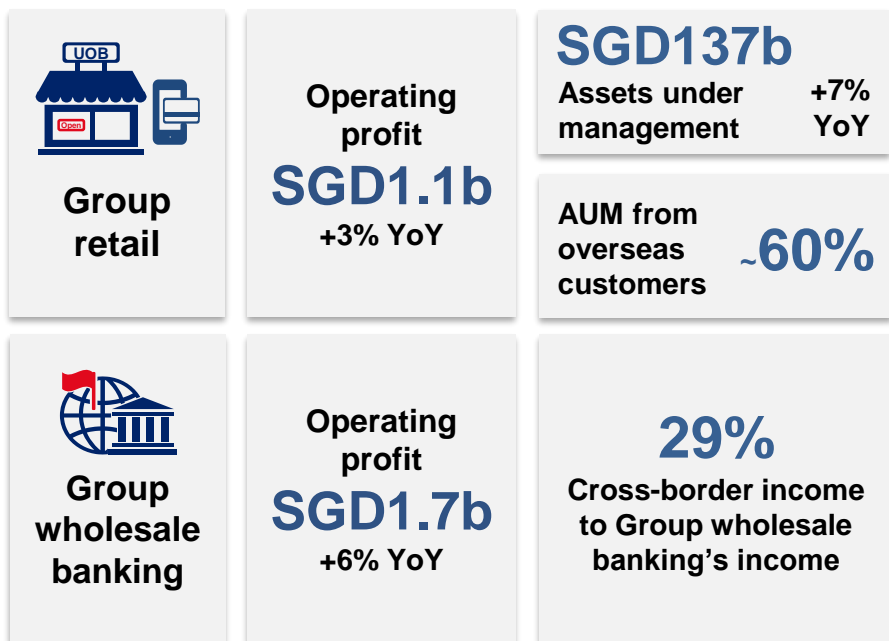 UOB
Open
Group
retail
Operating
profit
SGD1.1b
+3% YoY
SGD137b
Assets under
management
+7%
YoY
AUM from
overseas
customers
~60%
Group
wholesale
banking
Operating
profit
SGD1.7b
+6% YoY
29%
Cross-border income
to Group wholesale
banking’s income